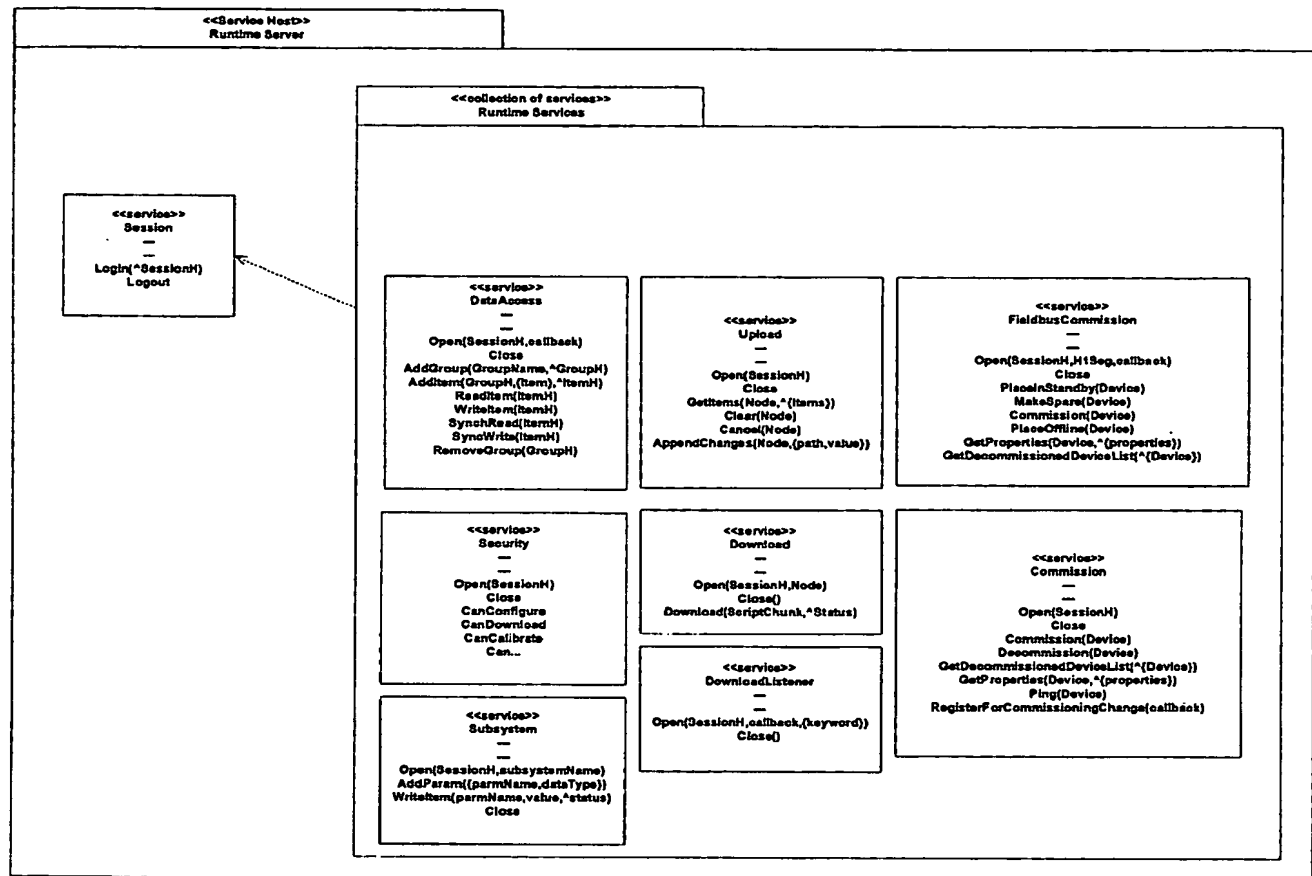 <<Service Host>>
Runtime Server
<<collection of services>>
Runtime Services
<<service>>
Session
—
—
Login(^SessionH)
Logout
<<service>>
DataAccess
—
—
Open(SessionH,callback)
Close
AddGroup(GroupName,^GroupH)
AddItem(GroupH,{Item},^ItemH)
ReadItem(ItemH)
WriteItem(ItemH)
SynchRead(ItemH)
SyncWrite(ItemH)
RemoveGroup(GroupH)
<<service>>
Upload
—
—
Open(SessionH)
Close
GetItems(Node,^{Items})
Clear(Node)
Cancel(Node)
AppendChanges(Node,{path,value})
<<service>>
FieldbusCommission
—
—
Open(SessionH,H1Seg,callback)
Close
PlaceInStandby(Device)
MakeSpare(Device)
Commission(Device)
PlaceOffline(Device)
GetProperties(Device,^{properties})
GetDecommissionedDeviceList(^{Device})
<<service>>
Security
—
—
Open(SessionH)
Close
CanConfigure
CanDownload
CanCalibrate
Can...
<<service>>
Download
—
—
Open(SessionH,Node)
Close()
Download(ScriptChunk,^Status)
<<service>>
Commission
—
—
Open(SessionH)
Close
Commission(Device)
Decommission(Device)
GetDecommissionedDeviceList(^{Device})
GetProperties(Device,^{properties})
Ping(Device)
RegisterForCommissioningChange(callback)
<<service>>
DownloadListener
—
—
Open(SessionH,callback,{keyword})
Close()
<<service>>
Subsystem
—
—
Open(SessionH,subsystemName)
AddParam({parmName,dataType})
WriteItem(parmName,value,^status)
Close